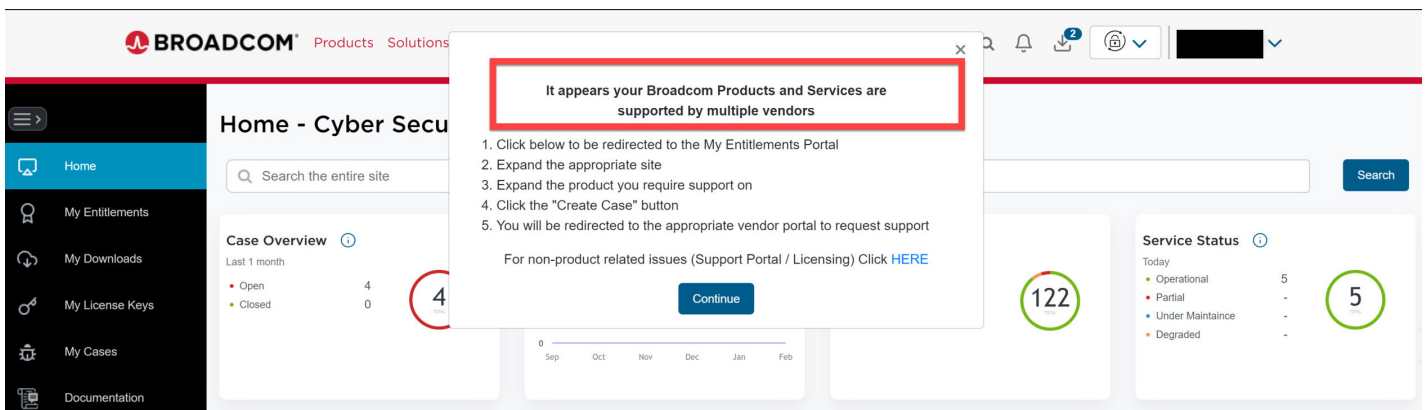 BROADCOM®
Products Solutions
2
It appears your Broadcom Products and Services are
supported by multiple vendors
1. Click below to be redirected to the My Entitlements Portal
2. Expand the appropriate site
3. Expand the product you require support on
4. Click the "Create Case" button
5. You will be redirected to the appropriate vendor portal to request support
For non-product related issues (Support Portal / Licensing) Click HERE
Continue
Home - Cyber Secu
Search the entire site
Search
Home
My Entitlements
My Downloads
My License Keys
My Cases
Documentation
Case Overview
Last 1 month
• Open 4
• Closed 0
4
0
Sep Oct Nov Dec Jan Feb
122
TOTAL
Service Status
Today
• Operational 5
• Partial -
• Under Maintaince -
• Degraded -
5
TOTAL